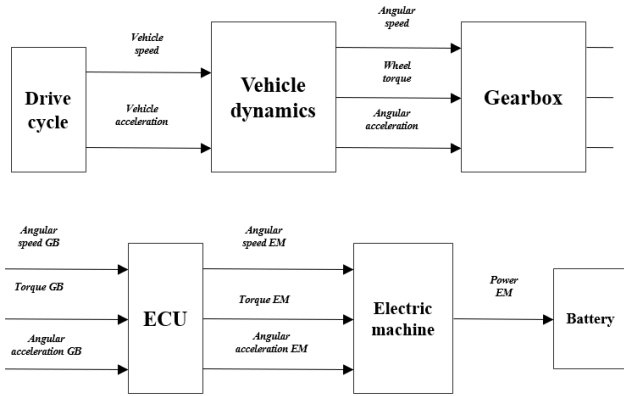 Vehicle
speed
Angular
speed
Drive
cycle
Vehicle
acceleration
Vehicle
dynamics
Wheel
torque
Angular
acceleration
Gearbox
Angular
speed GB
Torque GB
Angular
acceleration GB
ECU
Angular
speed EM
Torque EM
Angular
acceleration EM
Electric
machine
Power
EM
Battery